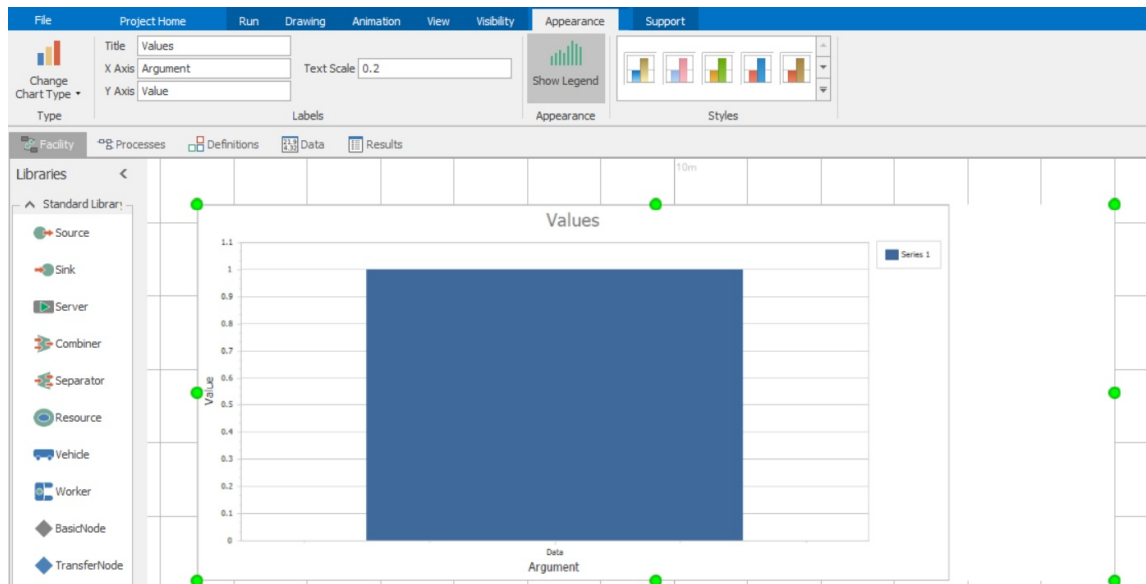 File Project Home Run Drawing Animation View Visibility Appearance Support
Title Values
X Axis Argument
Y Axis Value
Text Scale 0.2
Change
Chart Type
Show Legend
Type Labels Appearance Styles
Facility Processes Definitions Data Results
Libraries
Standard Library
Source
Sink
Server
Combiner
Separator
Resource
Vehicle
Worker
BasicNode
TransferNode
10m
Values
Series 1
1.1
1
0.9
0.8
0.7
0.6
0.5
0.4
0.3
0.2
0.1
0
Value
Data
Argument